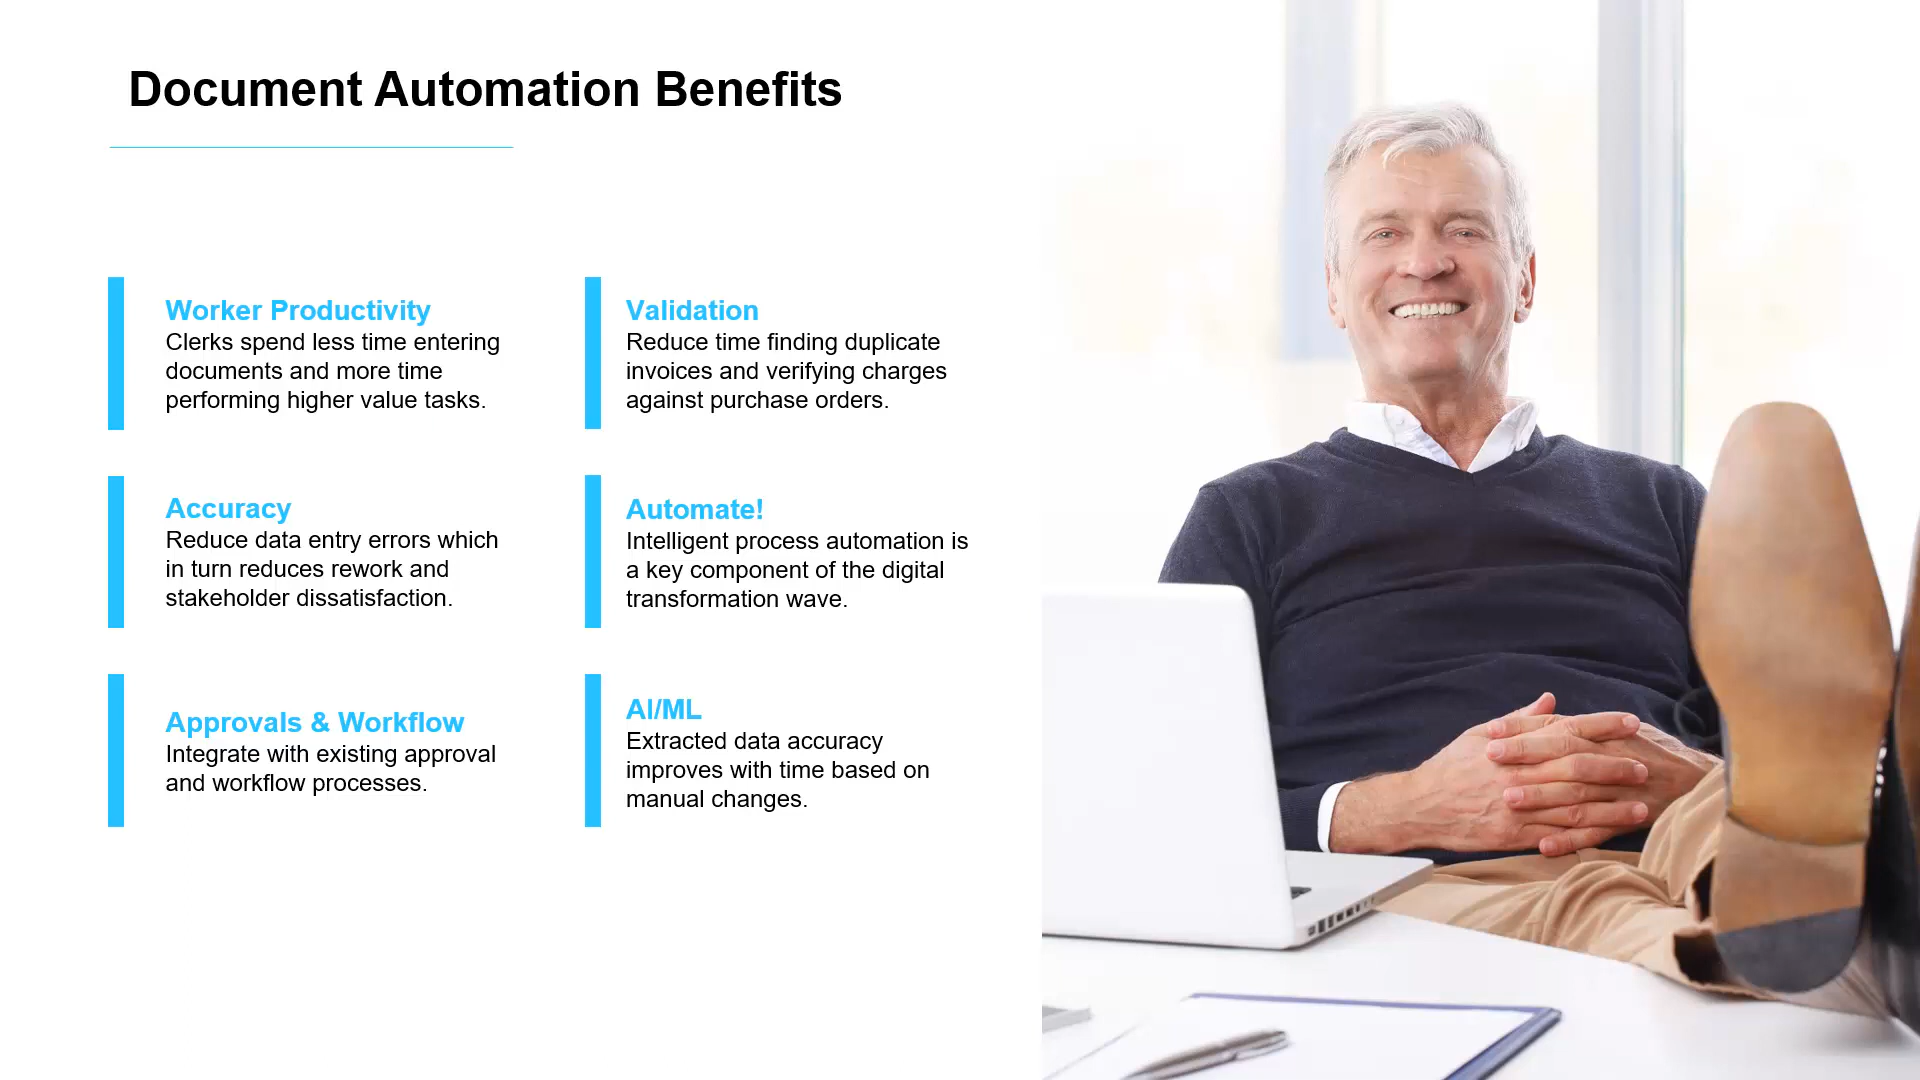 Document Automation Benefits
Worker Productivity
Clerks spend less time entering
documents and more time
performing higher value tasks.
Validation
Reduce time finding duplicate
invoices and verifying charges
against purchase orders.
Accuracy
Reduce data entry errors which
in turn reduces rework and
stakeholder dissatisfaction.
Automate!
Intelligent process automation is
a key component of the digital
transformation wave.
Approvals & Workflow
Integrate with existing approval
and workflow processes.
AI/ML
Extracted data accuracy
improves with time based on
manual changes.